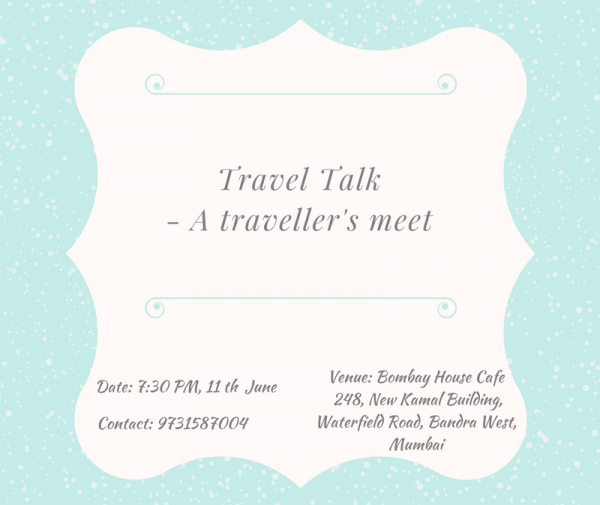 Travel Talk
- A traveller's meet
Date: 7:30 PM, 11 th June
Contact: 9731587004
Venue: Bombay House Cafe
248, New Kamal Building,
Waterfield Road, Bandra West,
Mumbai